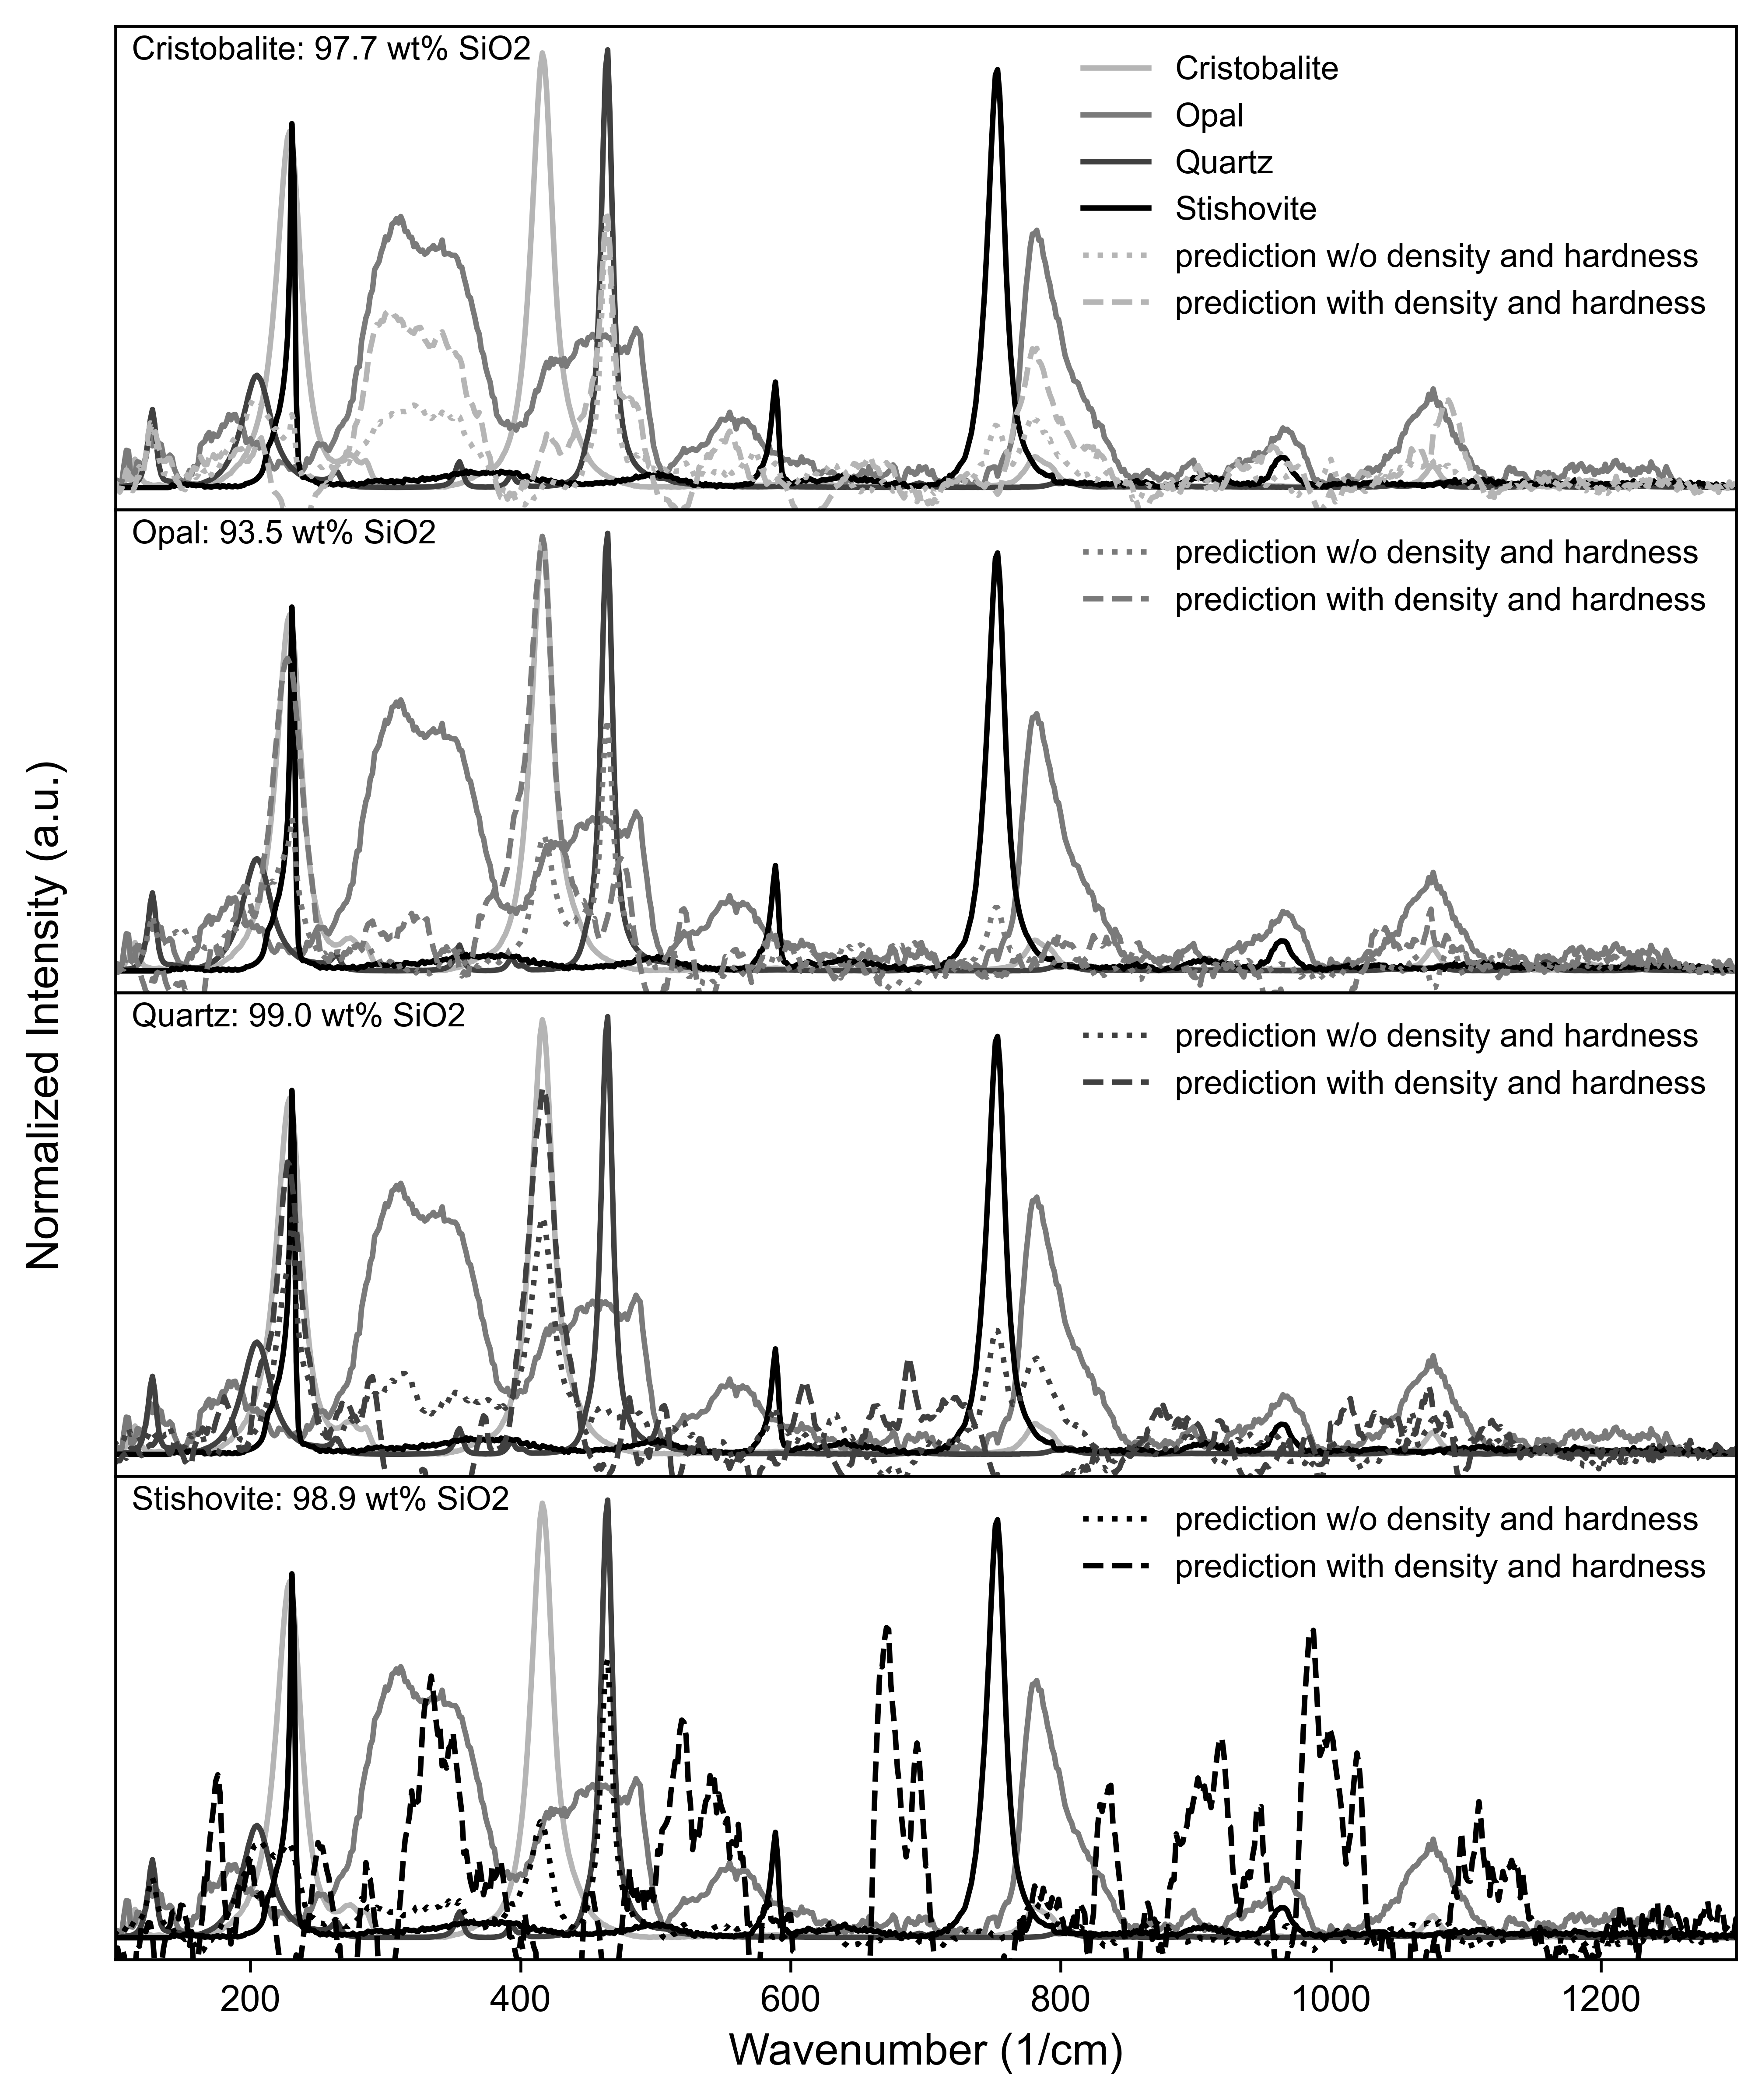 Cristobalite: 97.7 wt% SiO2
Cristobalite
Opal
Quartz
Stishovite
prediction w/o density and hardness
prediction with density and hardness
Opal: 93.5 wt% SiO2
prediction w/o density and hardness
prediction with density and hardness
Quartz: 99.0 wt% SiO2
prediction w/o density and hardness
prediction with density and hardness
Stishovite: 98.9 wt% SiO2
prediction w/o density and hardness
prediction with density and hardness
Normalized Intensity (a.u.)
200 400 600 800 1000 1200
Wavenumber (1/cm)